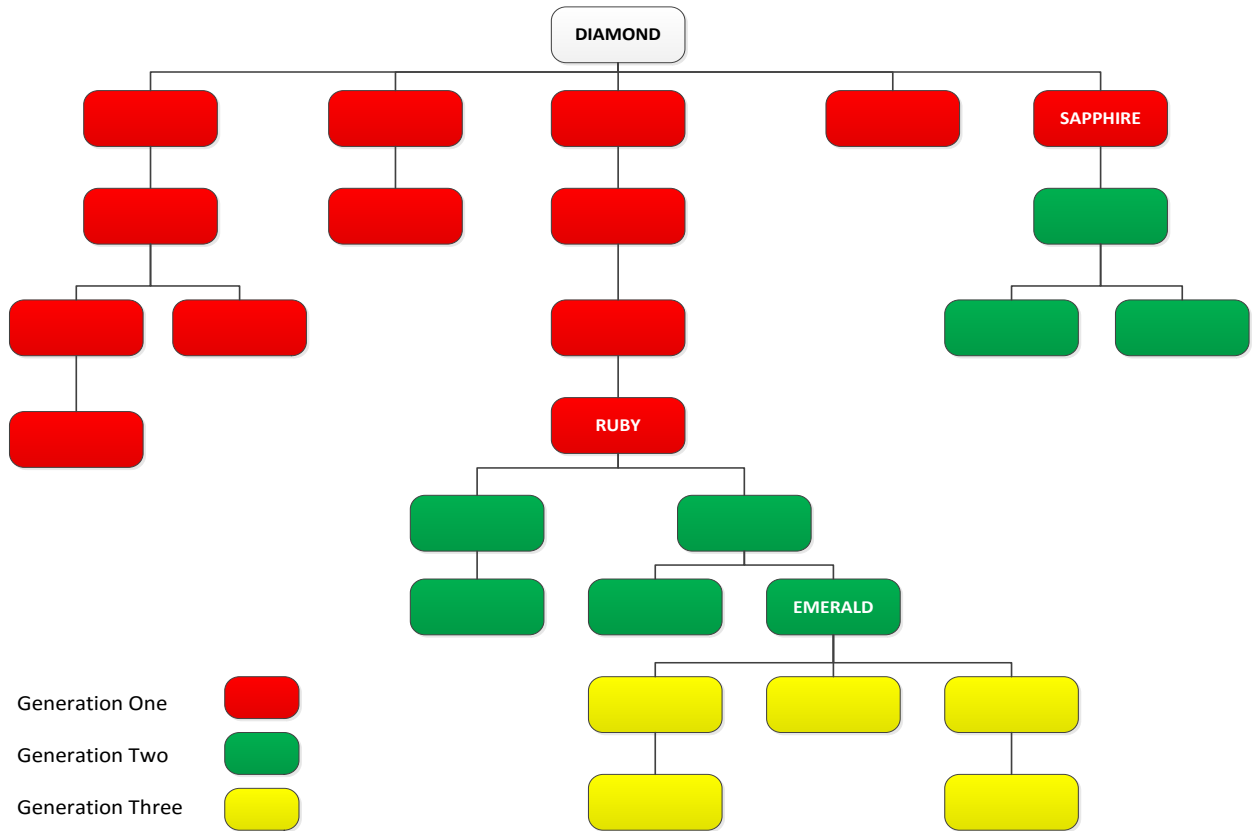 DIAMOND
SAPPHIRE
RUBY
EMERALD
Generation One
Generation Two
Generation Three